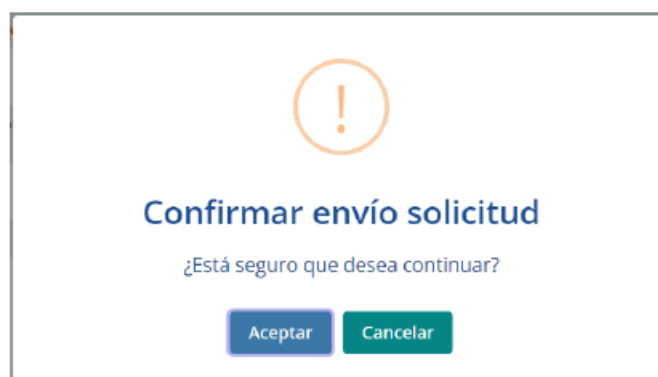 !
Confirmar envío solicitud
¿Está seguro que desea continuar?
Aceptar Cancelar